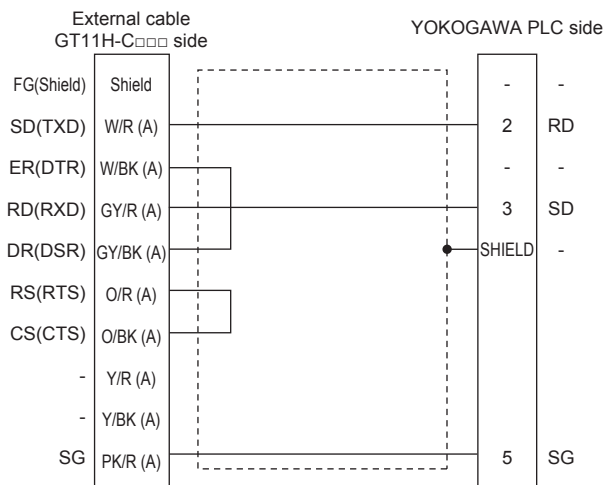 External cable
GT11H-C□□□ side
YOKOGAWA PLC side
FG(Shield) Shield - -
SD(TXD) W/R (A) 2 RD
ER(DTR) W/BK (A) - -
RD(RXD) GY/R (A) 3 SD
DR(DSR) GY/BK (A) SHIELD -
RS(RTS) O/R (A)
CS(CTS) O/BK (A)
- Y/R (A)
- Y/BK (A)
SG PK/R (A) 5 SG